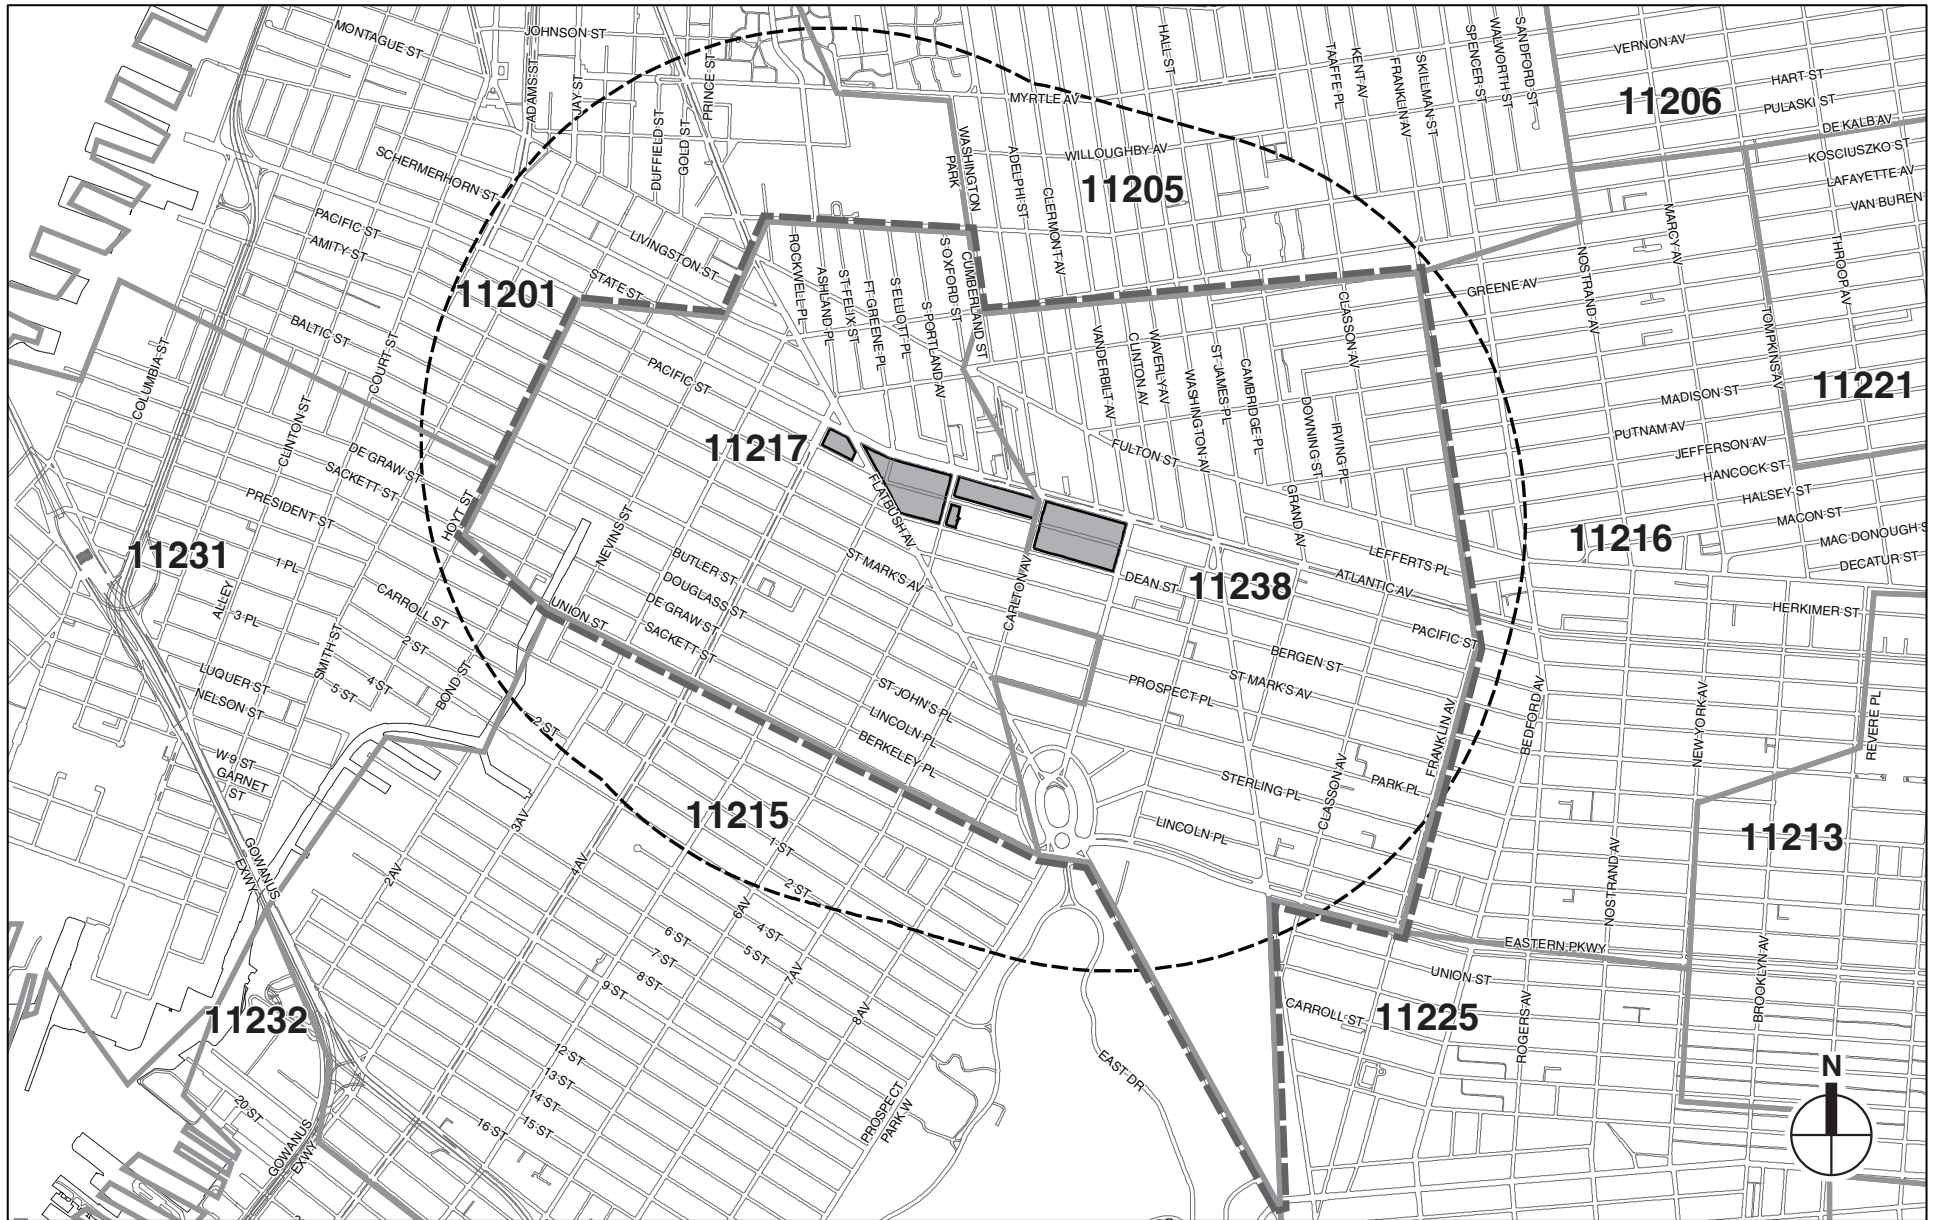 MONTAGUE ST
JOHNSON ST
ADAMS ST
JAY ST
PRINCE ST
DUFFIELD ST
GOLD ST
SCHERMERHORN ST
PACIFIC ST
AMITY ST
LIVINGSTON ST
STATE ST
11201
BALTIC ST
COURT ST
COLUMBIA ST
CLINTON ST
DE GRAW ST
SACKETT ST
PRESIDENT ST
HOYT ST
11231
1 PL
ALLEY
3 PL
CARROLL ST
2 ST
SMITH ST
4 ST
5 ST
BOND ST
LUQUER ST
NELSON ST
W 9 ST
GARNET
ST
GOWANUS
EXWY
HALL ST
MYRTLE AV
WASHINGTON
PARK
ADELPHI ST
CLERMONT AV
WILLOUGHBY AV
11205
TAAFFE PL
KENT AV
FRANKLIN AV
SKILLMAN ST
SPENCER ST
WALWORTH ST
SANDFORD ST
VERNON AV
HART ST
11206
PULASKI ST
DE KALB AV
KOSCIUSZKO ST
LAFAYETTE AV
VAN BUREN
MARCY AV
NOSTRAND AV
THROOP AV
GREENE AV
TOMPKINS AV
11221
MADISON ST
PUTNAM AV
JEFFERSON AV
HANCOCK ST
HALSEY ST
MACON ST
MAC DONOUGH S
DECATUR ST
11216
HERKIMER ST
ROCKWELL PL
ASHLAND PL
ST FELIX ST
FT GREENE PL
S ELLIOTT PL
S PORTLAND AV
S OXFORD ST
CUMBERLAND ST
VANDERBILT AV
CLINTON AV
WAVERLY AV
WASHINGTON AV
ST JAMES PL
CAMBRIDGE PL
DOWNING ST
IRVING PL
CLASSON AV
GRAND AV
FULTON ST
LEFFERTS PL
ATLANTIC AV
PACIFIC ST
11217
PACIFIC ST
FLATBUSH AV
NEVINS ST
BUTLER ST
DOUGLASS ST
DE GRAW ST
SACKETT ST
UNION ST
ST MARK'S AV
CARLTON AV
DEAN ST
11238
BERGEN ST
ST MARK'S AV
PROSPECT PL
ST JOHN'S PL
LINCOLN PL
BERKELEY PL
STERLING PL
PARK PL
CLASSON AV
FRANKLIN AV
LINCOLN PL
BEDFORD AV
NEW YORK AV
REVERE PL
11213
NOSTRAND AV
EASTERN PKWY
UNION ST
CARROLL ST
11225
ROGERS AV
BROOKLYN AV
11215
2 ST
3 AV
2 AV
4 AV
1 ST
2 ST
6 AV
4 ST
5 ST
6 ST
7 ST
8 ST
9 ST
7 AV
8 AV
11232
12 ST
13 ST
14 ST
15 ST
16 ST
20 ST
GOWANUS
EXWY
PROSPECT
PARK W
EAST DR
N